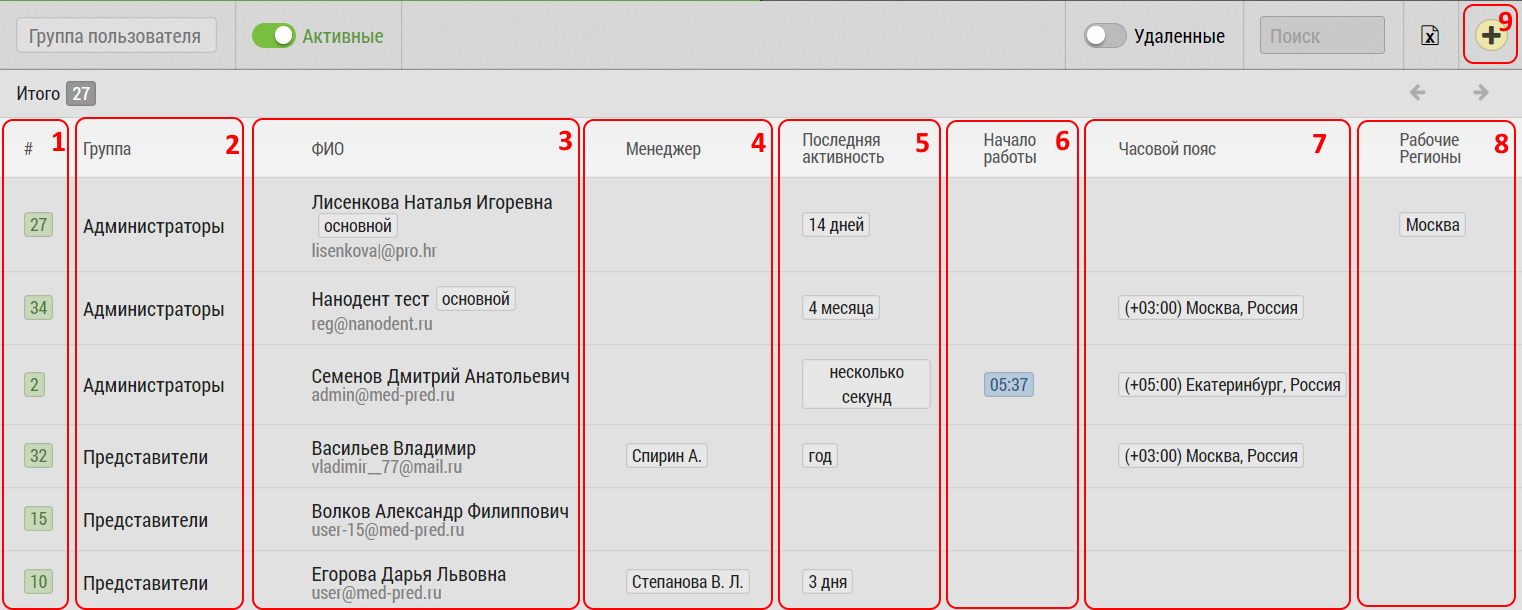 Группа пользователя Активные Удаленные Поиск X 9
Итого 27
# 1 Группа 2 ФИО 3 Менеджер 4 Последняя активность 5 Начало работы 6 Часовой пояс 7 Рабочие Регионы 8
27 Администраторы Лисенкова Наталья Игоревна основной lisenkova|@pro.hr 14 дней Москва
34 Администраторы Нанодент тест основной reg@nanodent.ru 4 месяца (+03:00) Москва, Россия
2 Администраторы Семенов Дмитрий Анатольевич admin@med-pred.ru несколько секунд 05:37 (+05:00) Екатеринбург, Россия
32 Представители Васильев Владимир vladimir__77@mail.ru Спирин А. год (+03:00) Москва, Россия
15 Представители Волков Александр Филиппович user-15@med-pred.ru
10 Представители Егорова Дарья Львовна user@med-pred.ru Степанова В. Л. 3 дня